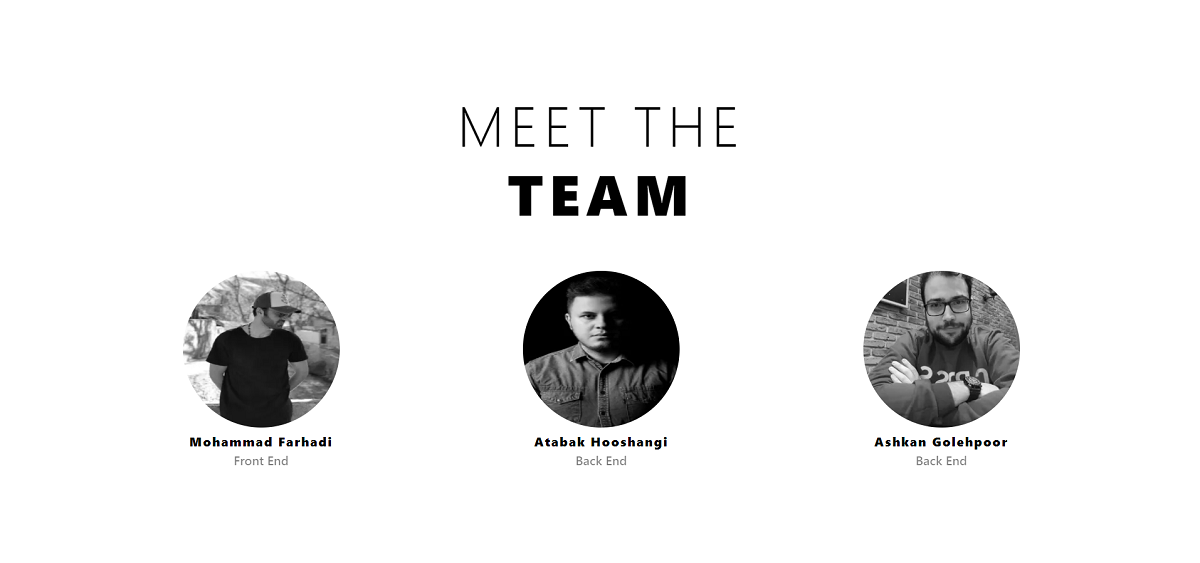 MEET THE
TEAM
Mohammad Farhadi
Front End
Atabak Hooshangi
Back End
Ashkan Golehpoor
Back End